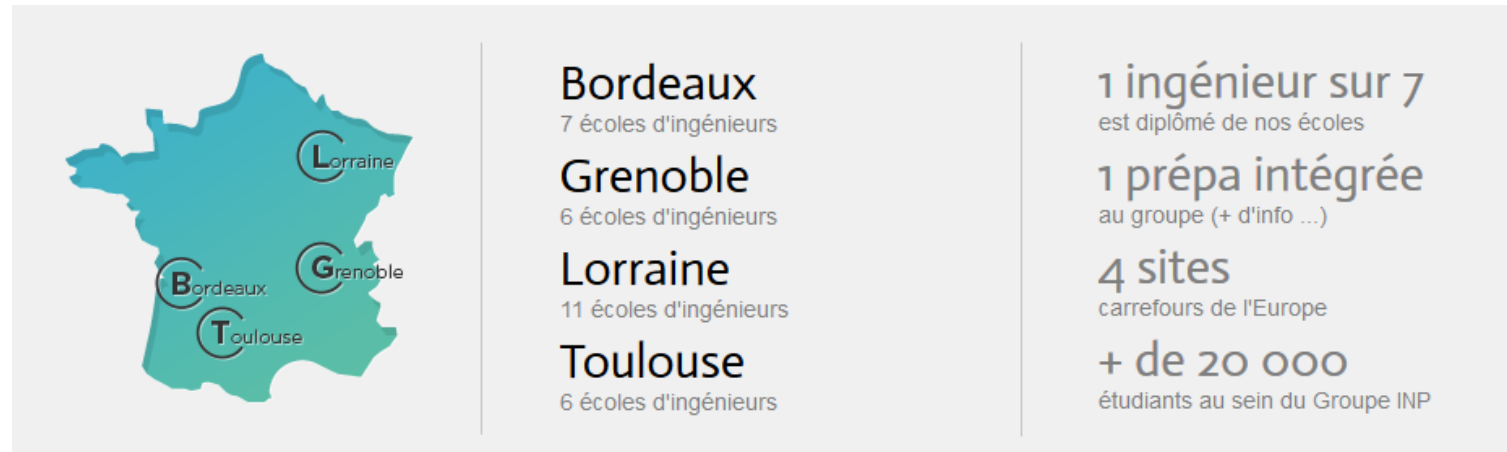 Lorraine
Grenoble
Bordeaux
Toulouse
Bordeaux
7 écoles d'ingénieurs
Grenoble
6 écoles d'ingénieurs
Lorraine
11 écoles d'ingénieurs
Toulouse
6 écoles d'ingénieurs
1 ingénieur sur 7
est diplômé de nos écoles
1 prépa intégrée
au groupe (+ d'info ...)
4 sites
carrefours de l'Europe
+ de 20 000
étudiants au sein du Groupe INP